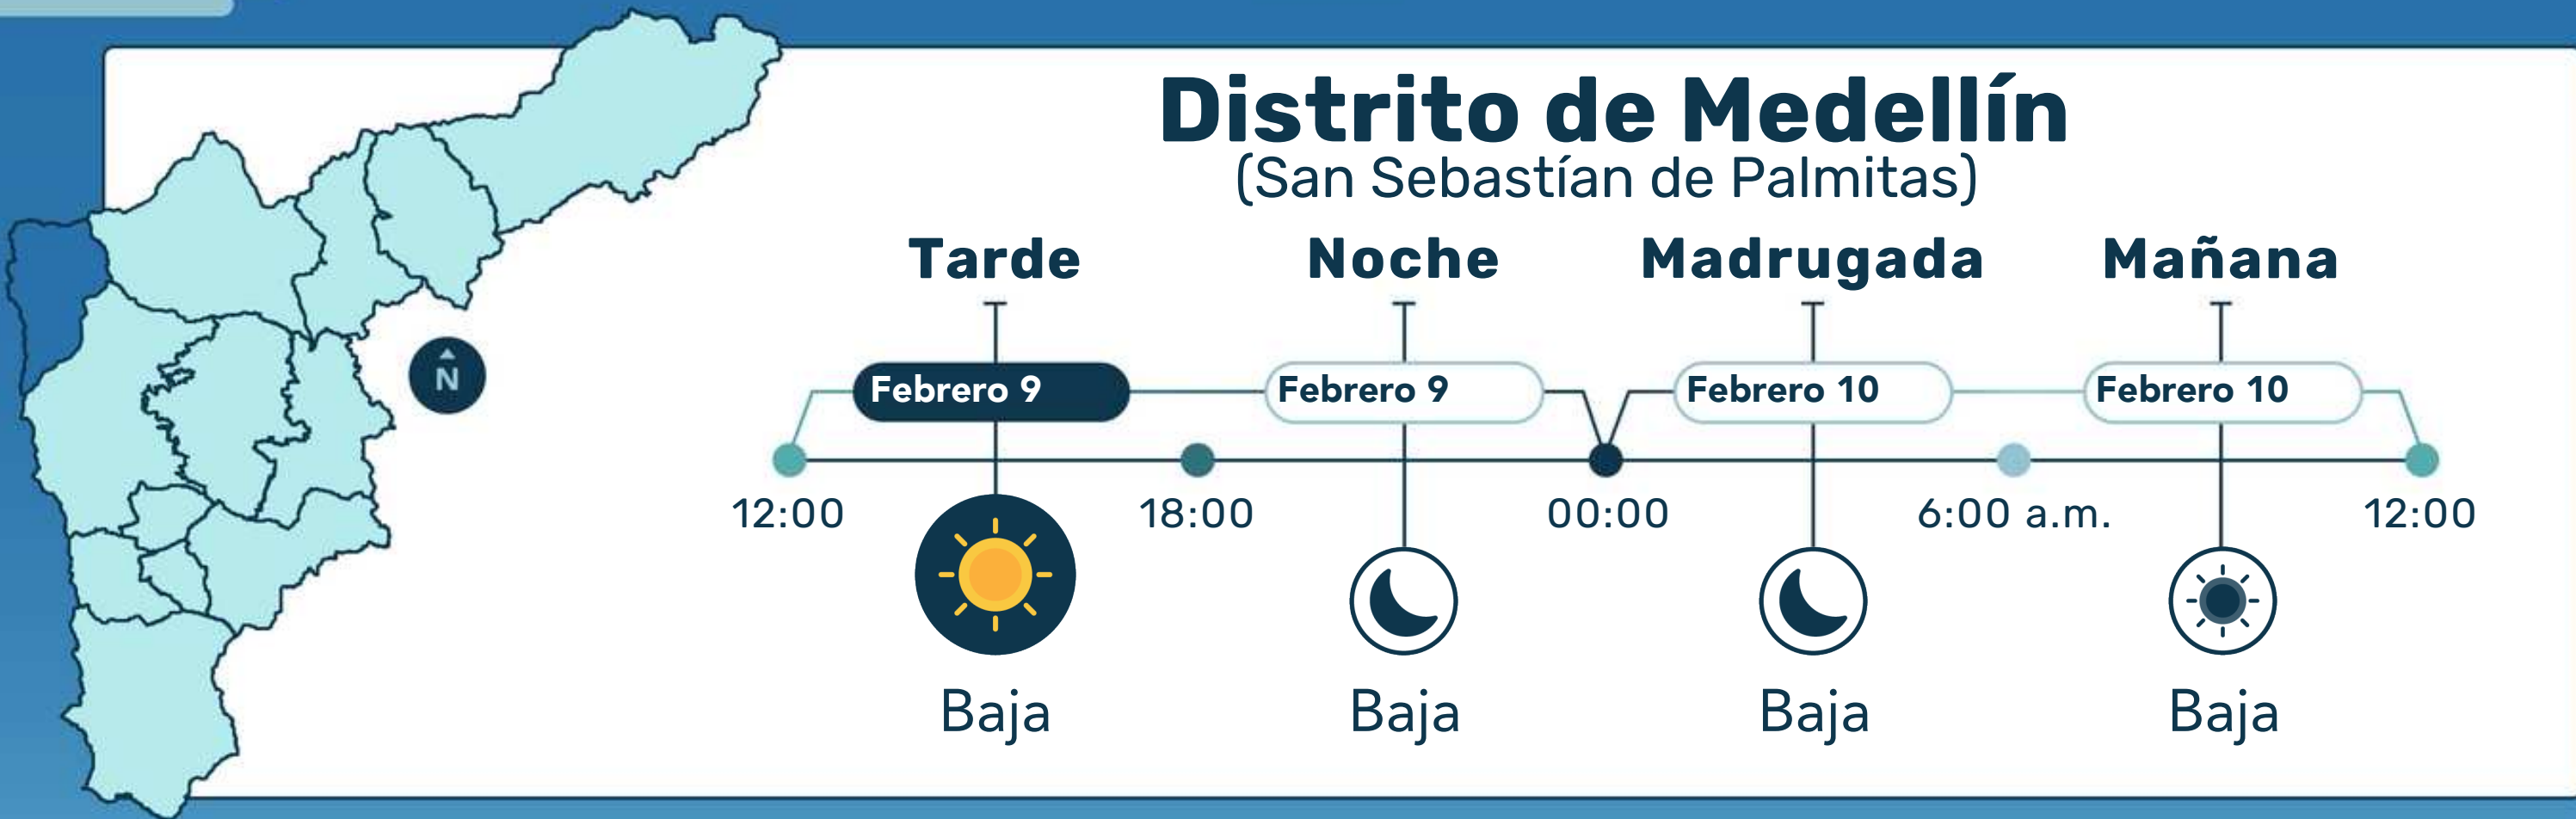 Distrito de Medellín
(San Sebastían de Palmitas)
Tarde Noche Madrugada Mañana
Febrero 9 Febrero 9 Febrero 10 Febrero 10
N
12:00 18:00 00:00 6:00 a.m. 12:00
Baja Baja Baja Baja